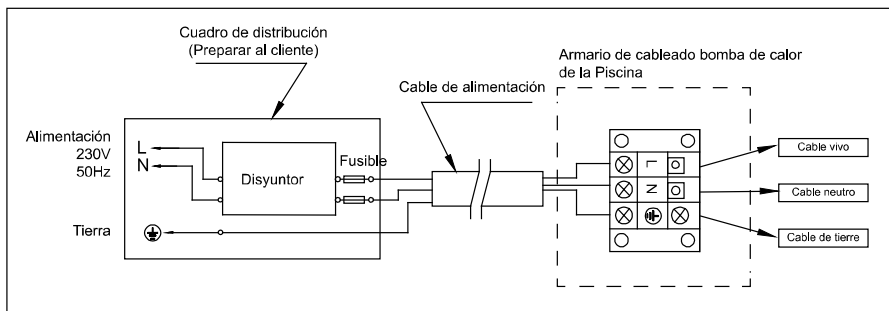 Cuadro de distribución
(Preparar al cliente)
Armario de cableado bomba de calor
de la Piscina
Cable de alimentación
Alimentación
230V
50Hz
L
N
Fusible
Disyuntor
Tierra
L
N
Cable vivo
Cable neutro
Cable de tierre